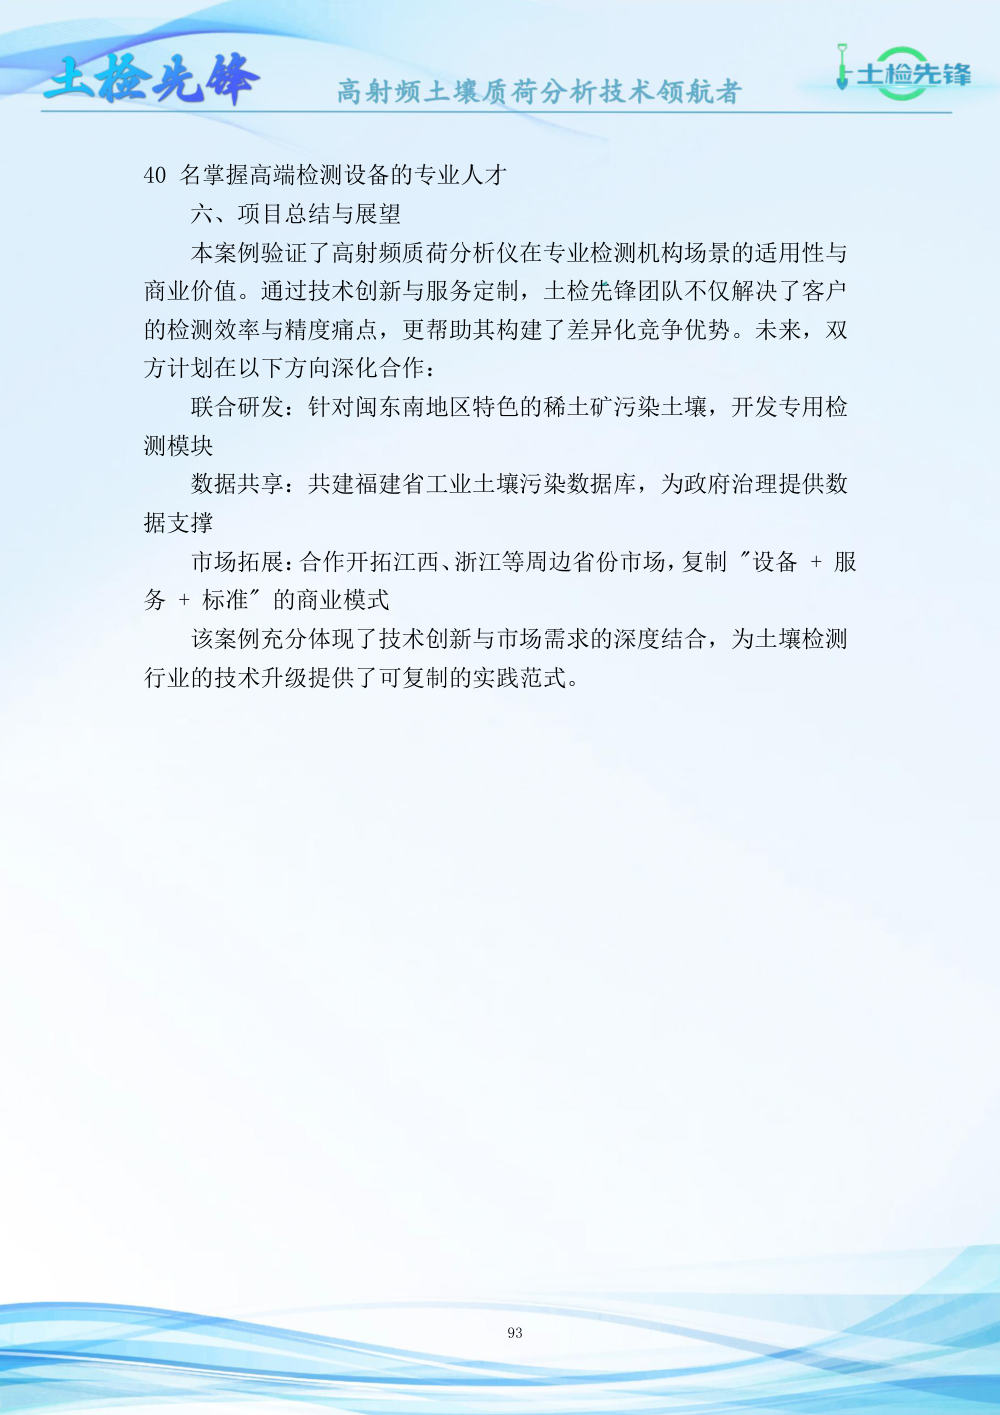 土检先锋
高射频土壤质荷分析技术领航者
土检先锋
40 名掌握高端检测设备的专业人才
六、项目总结与展望
本案例验证了高射频质荷分析仪在专业检测机构场景的适用性与
商业价值。通过技术创新与服务定制，土检先锋团队不仅解决了客户
的检测效率与精度痛点，更帮助其构建了差异化竞争优势。未来，双
方计划在以下方向深化合作：
联合研发：针对闽东南地区特色的稀土矿污染土壤，开发专用检
测模块
数据共享：共建福建省工业土壤污染数据库，为政府治理提供数
据支撑
市场拓展：合作开拓江西、浙江等周边省份市场，复制 "设备 + 服
务 + 标准" 的商业模式
该案例充分体现了技术创新与市场需求的深度结合，为土壤检测
行业的技术升级提供了可复制的实践范式。
93